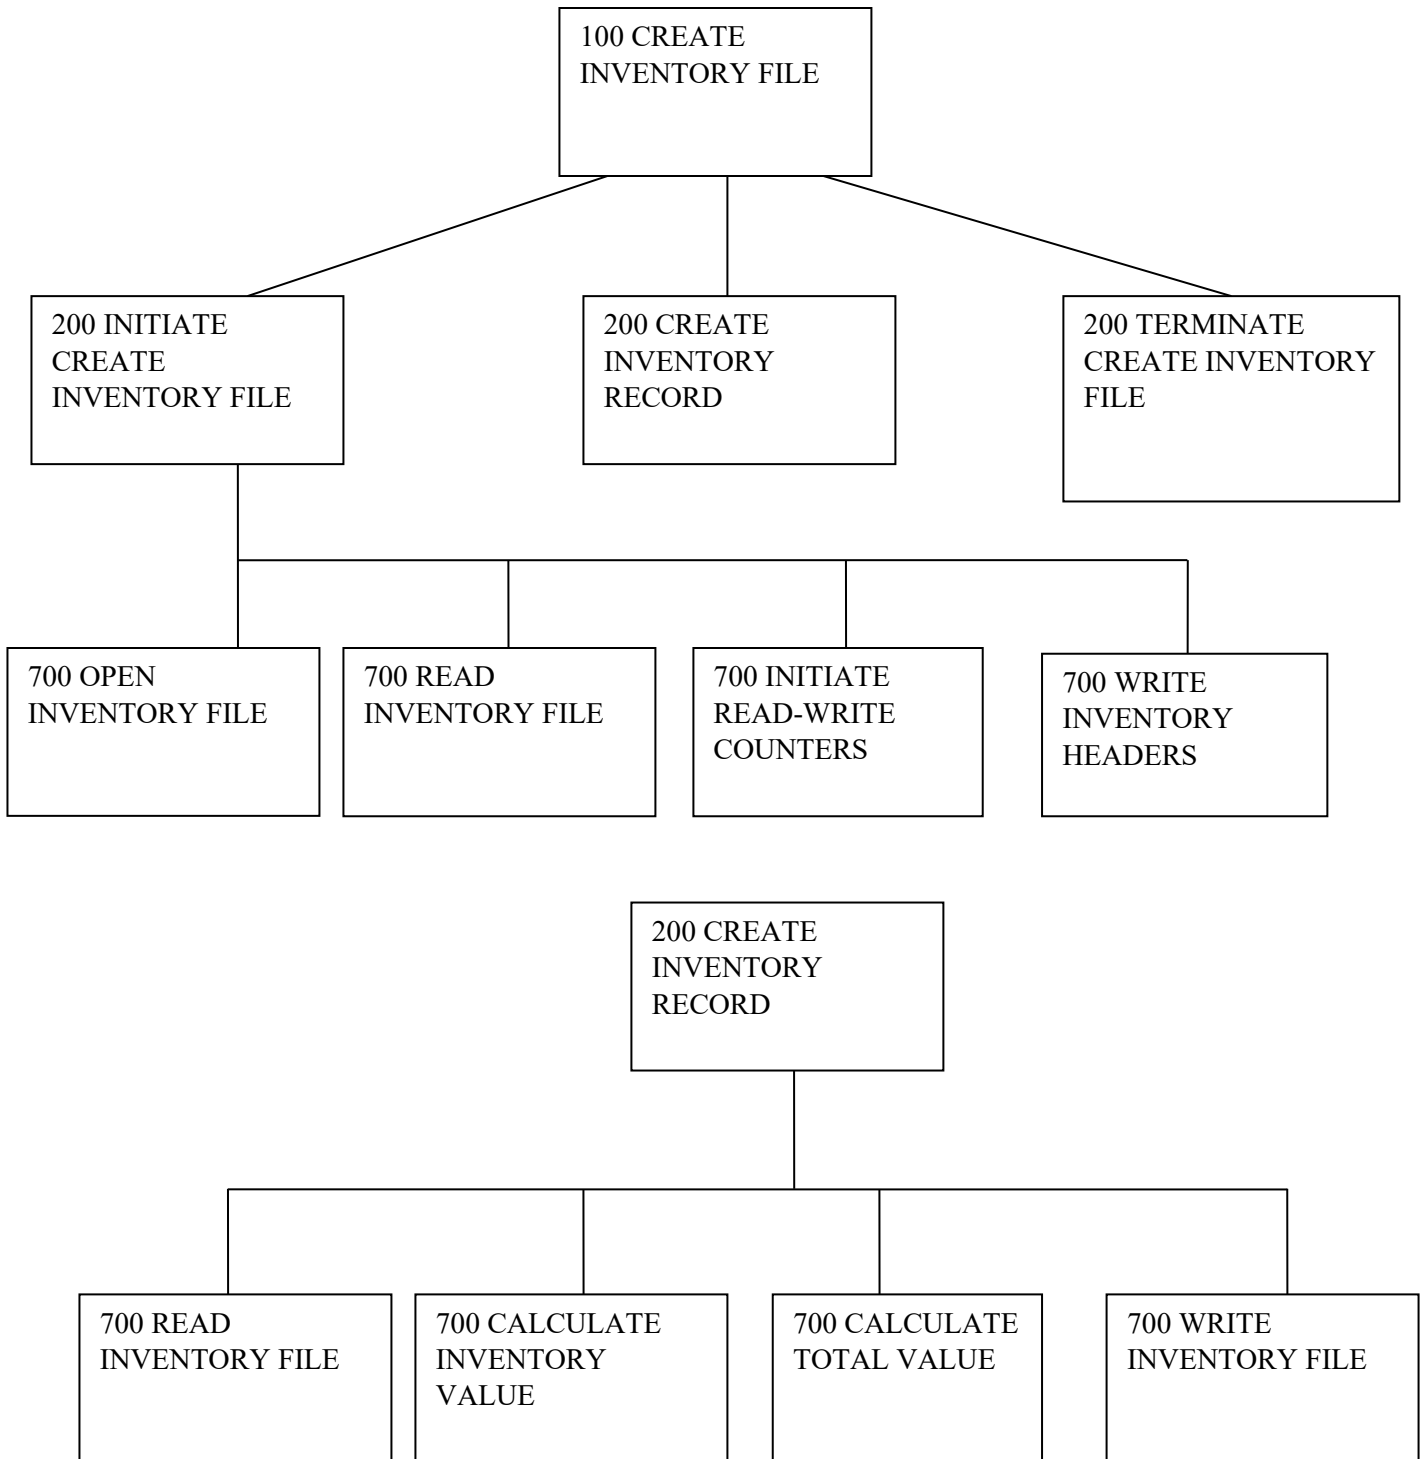 100 CREATE
INVENTORY FILE
200 INITIATE
CREATE
INVENTORY FILE
200 CREATE
INVENTORY
RECORD
200 TERMINATE
CREATE INVENTORY
FILE
700 OPEN
INVENTORY FILE
700 READ
INVENTORY FILE
700 INITIATE
READ-WRITE
COUNTERS
700 WRITE
INVENTORY
HEADERS
200 CREATE
INVENTORY
RECORD
700 READ
INVENTORY FILE
700 CALCULATE
INVENTORY
VALUE
700 CALCULATE
TOTAL VALUE
700 WRITE
INVENTORY FILE